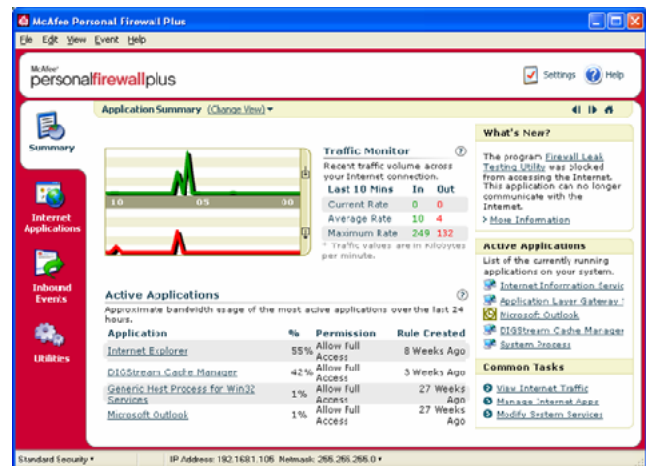 McAfee Personal Firewall Plus
File Edit View Event Help
McAfee
personalfirewallplus
Settings Help
Application Summary (Change View)
Summary
Internet
Applications
Inbound
Events
Utilities
10 05 00
Traffic Monitor
Recent traffic volume across
your Internet connection.
Last 10 Mins In Out
Current Rate 0 0
Average Rate 10 4
Maximum Rate 249 132
* Traffic values are in Kilobytes
per minute.
Active Applications
Approximate bandwidth usage of the most active applications over the last 24
hours.
Application % Permission Rule Created
Internet Explorer 55% Allow Full Access 8 Weeks Ago
DIGStream Cache Manager 42% Allow Full Access 3 Weeks Ago
Generic Host Process for Win32 Services 1% Allow Full Access 27 Weeks Ago
Microsoft Outlook 1% Allow Full Access 27 Weeks Ago
What's New?
The program Firewall Leak
Testing Utility was blocked
from accessing the Internet.
This application can no longer
communicate with the
Internet.
> More Information
Active Applications
List of the currently running
applications on your system.
Internet Information Servic
Application Layer Gateway
Microsoft Outlook
DIGStream Cache Manager
System Process
Common Tasks
View Internet Traffic
Manage Internet Apps
Modify System Services
Standard Security IP Address: 192.168.1.105 Netmask: 255.255.255.0